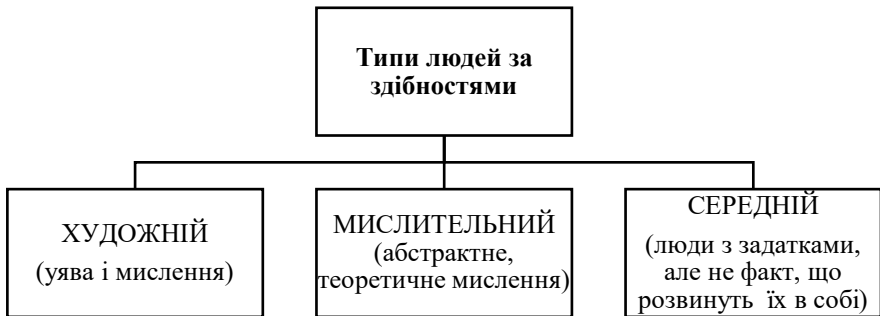 Типи людей за
здібностями
ХУДОЖНІЙ
(уява і мислення)
МИСЛИТЕЛЬНИЙ
(абстрактне,
теоретичне мислення)
СЕРЕДНІЙ
(люди з задатками,
але не факт, що
розвинуть їх в собі)